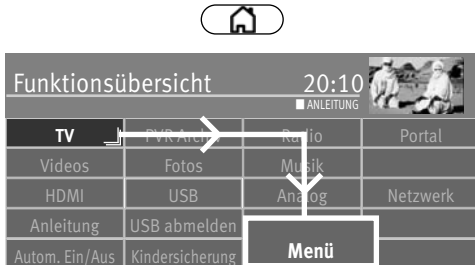 Funktionsübersicht 20:10
ANLEITUNG
TV PVR Archiv Radio Portal
Videos Fotos Musik
HDMI USB Analog Netzwerk
Anleitung USB abmelden
Autom. Ein/Aus Kindersicherung Menü